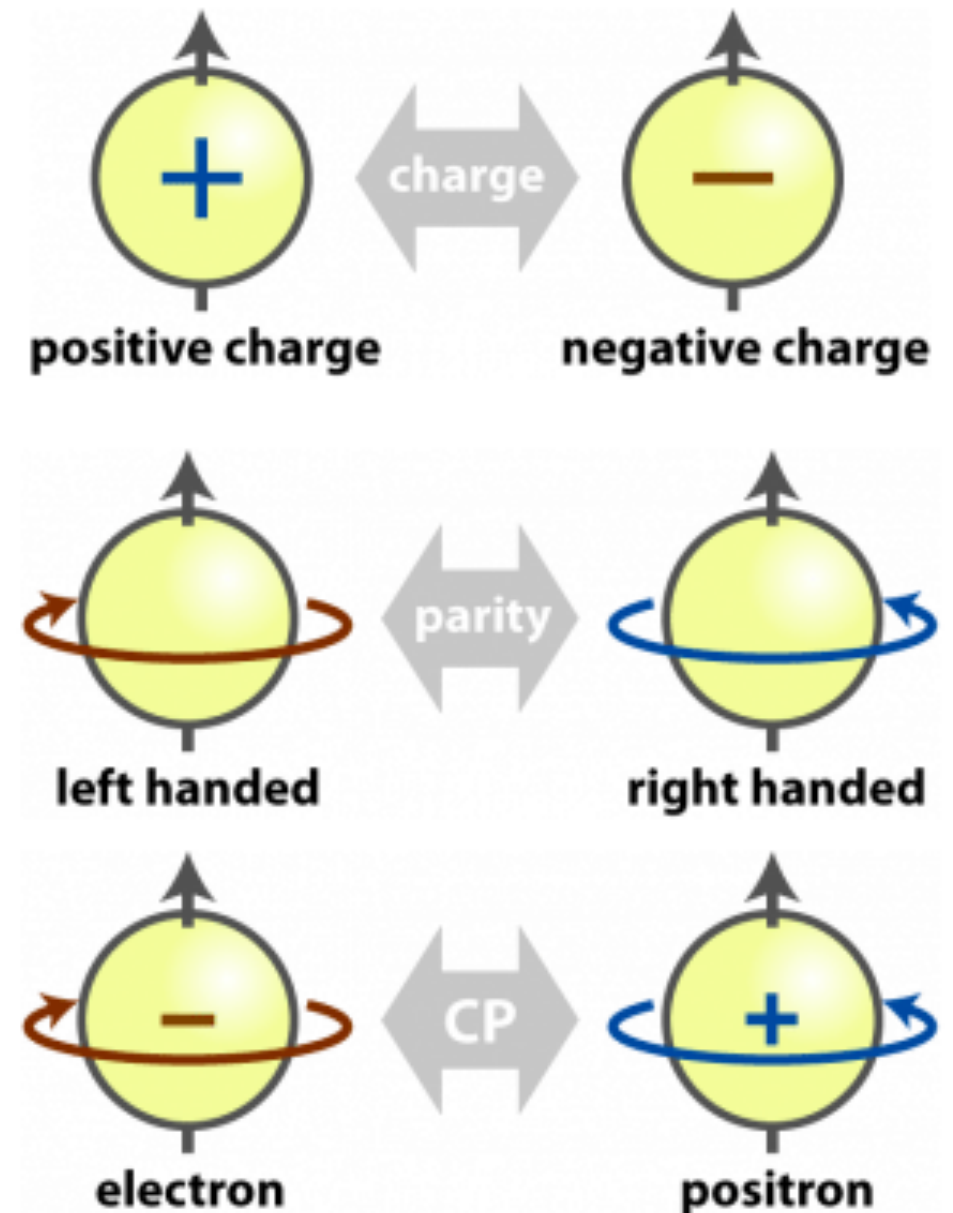 +
charge
−
positive charge
negative charge
parity
left handed
right handed
−
CP
+
electron
positron